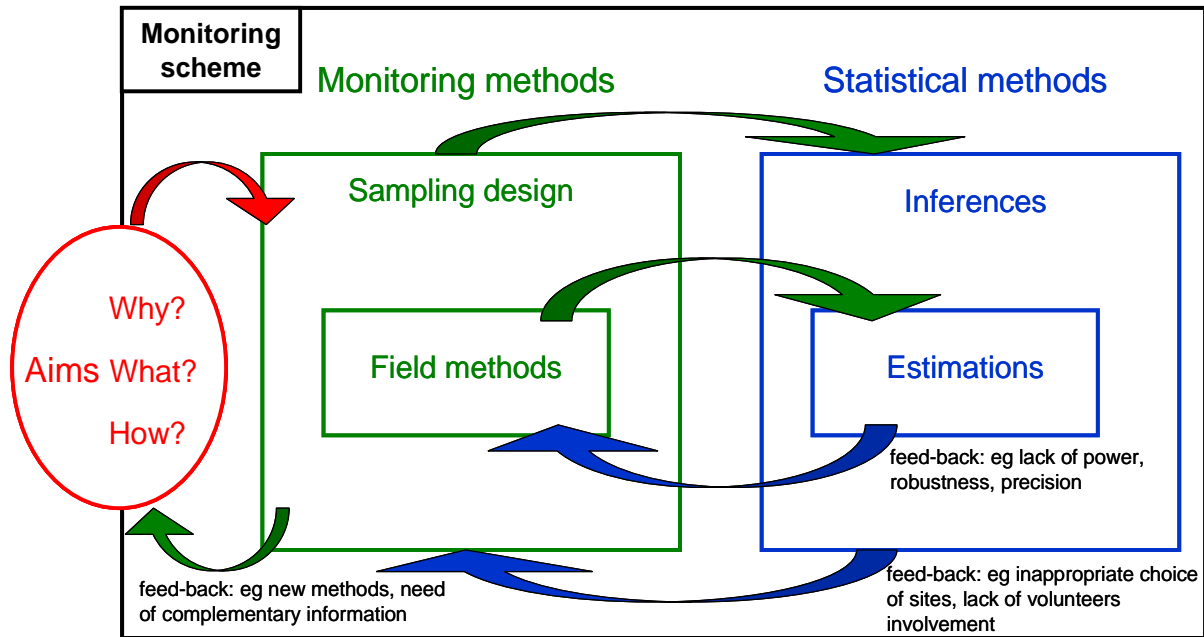 Monitoring
scheme
Monitoring methods
Statistical methods
Sampling design
Inferences
Why?
Aims What?
How?
Field methods
Estimations
feed-back: eg lack of power,
robustness, precision
feed-back: eg new methods, need
of complementary information
feed-back: eg inappropriate choice
of sites, lack of volunteers
involvement